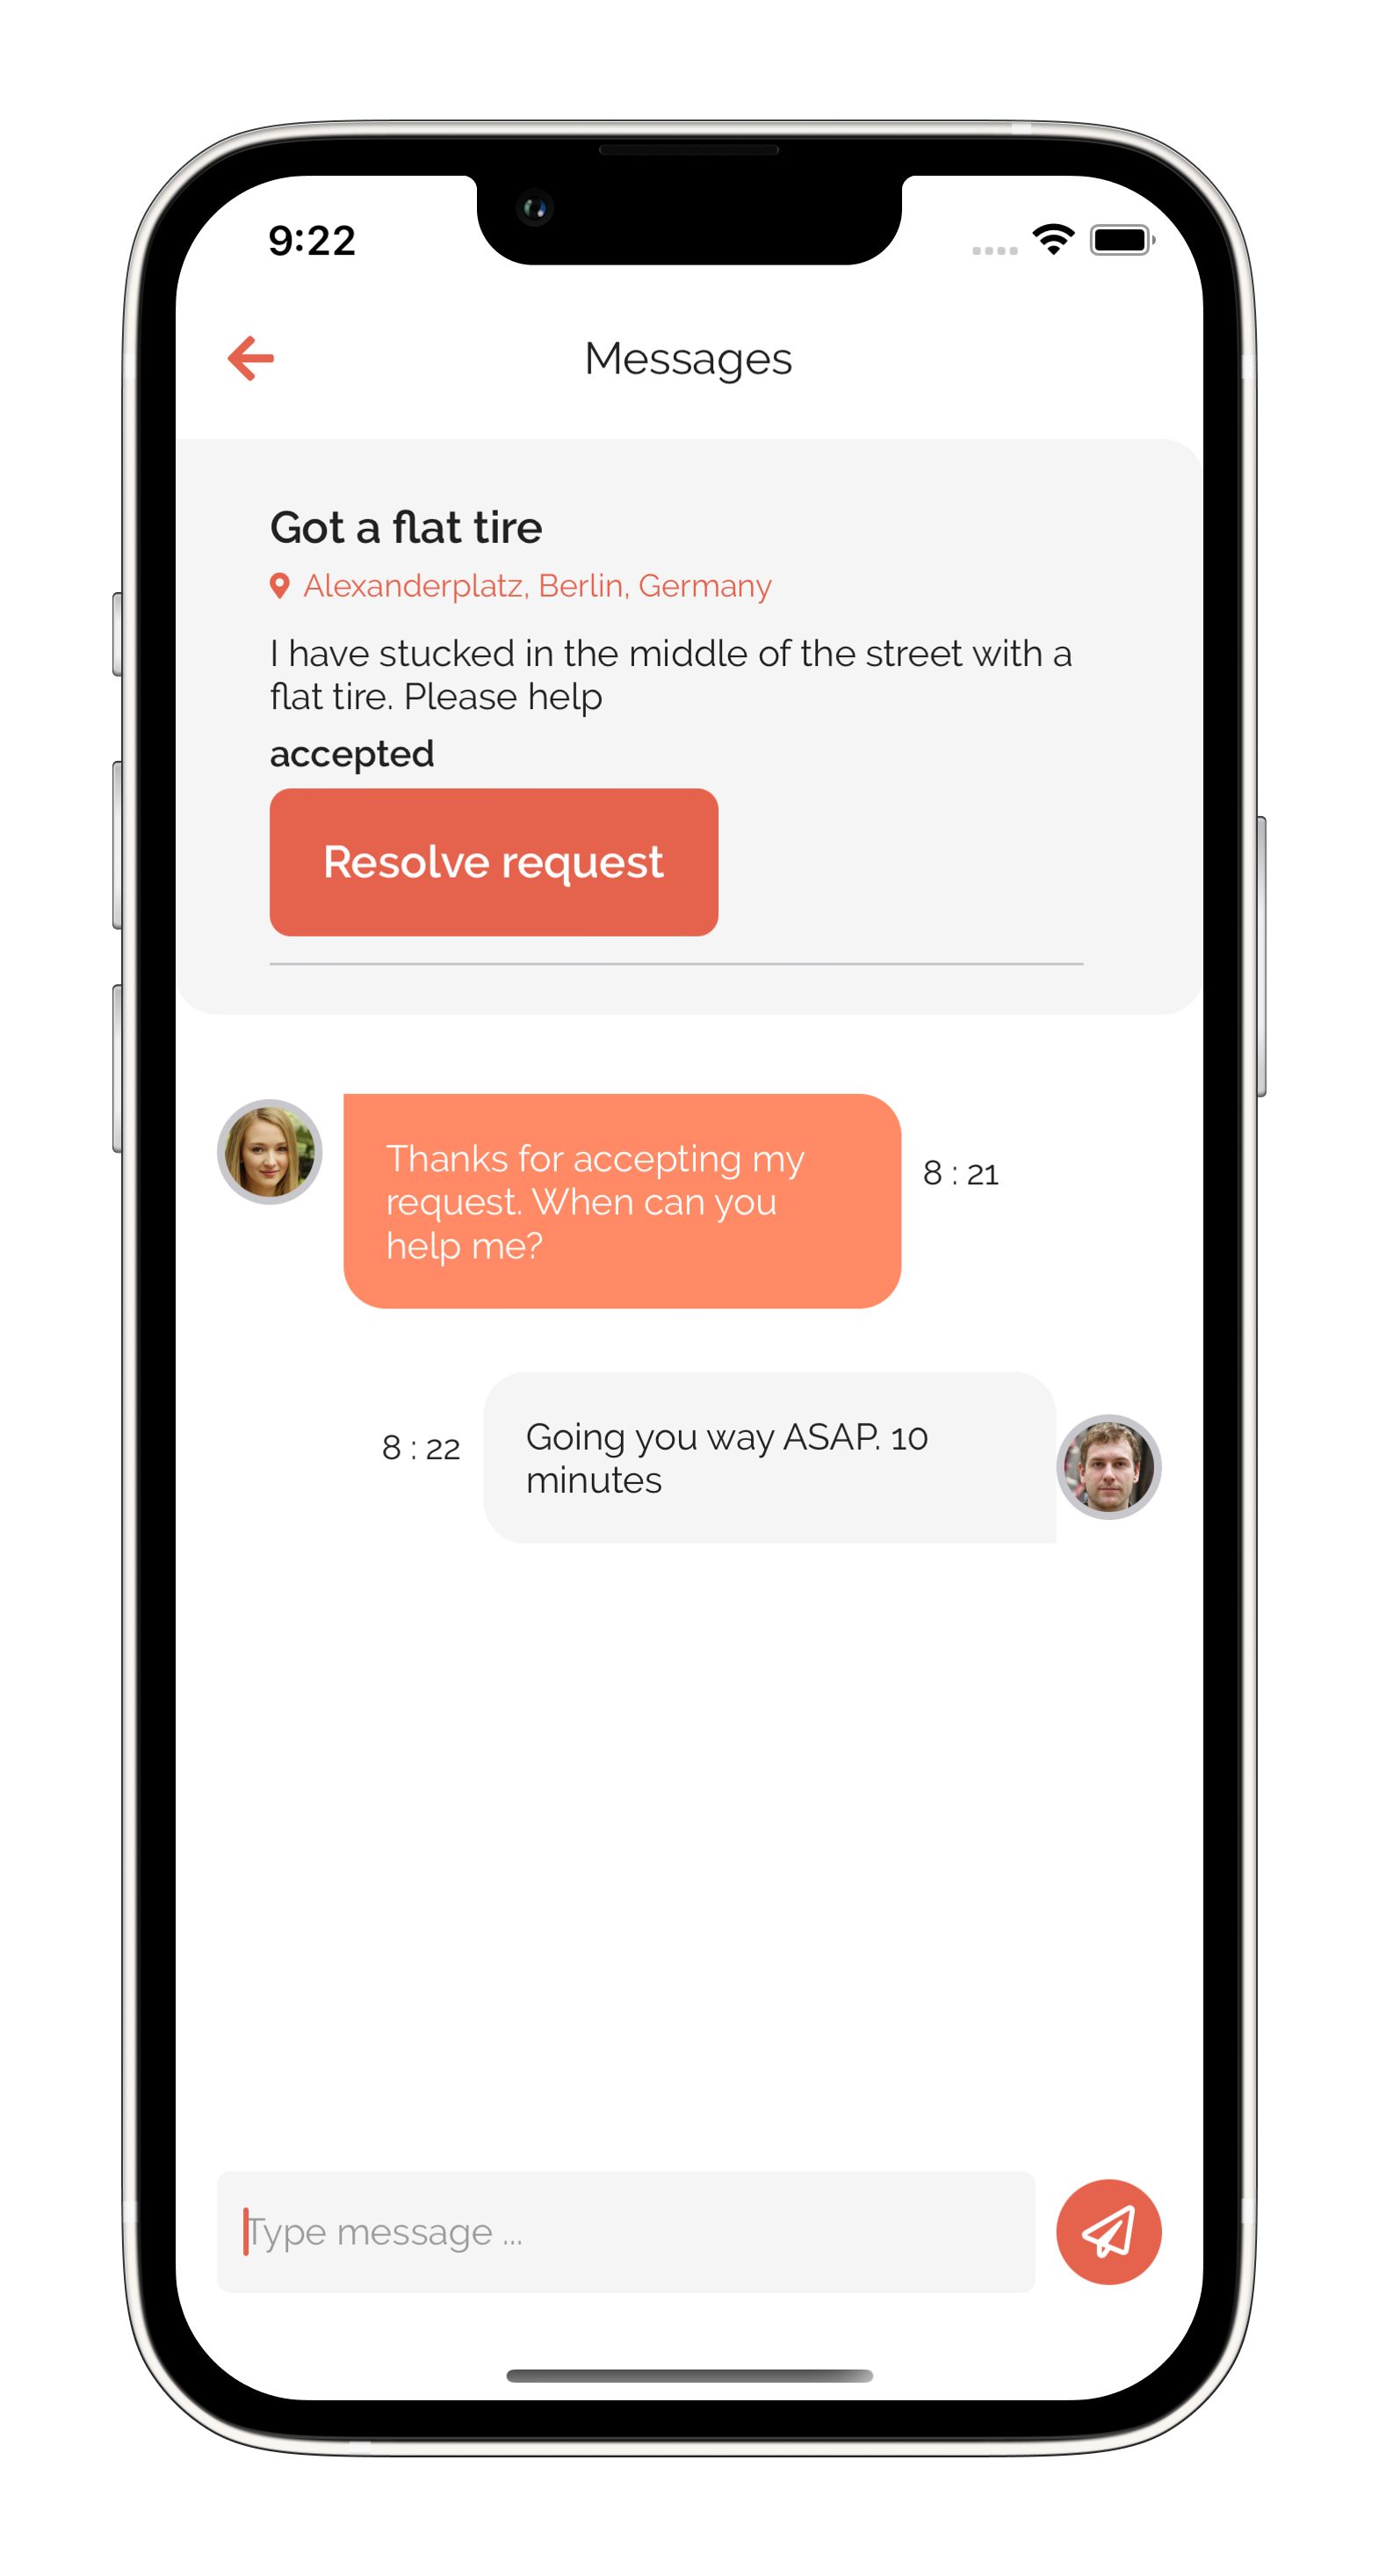 9:22
Messages
Got a flat tire
Alexanderplatz, Berlin, Germany
I have stucked in the middle of the street with a
flat tire. Please help
accepted
Resolve request
Thanks for accepting my
request. When can you
help me?
8 : 21
8 : 22
Going you way ASAP. 10
minutes
Type message ...